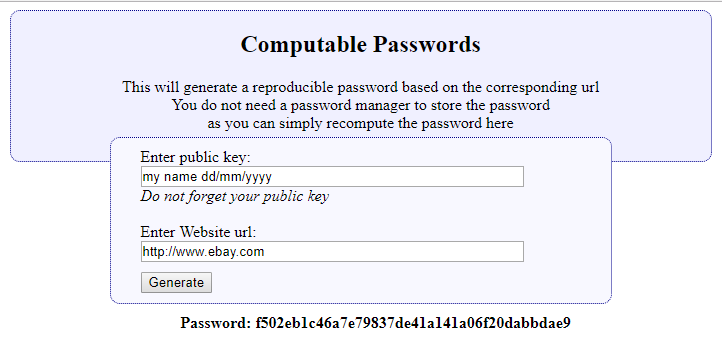 Computable Passwords
This will generate a reproducible password based on the corresponding url
You do not need a password manager to store the password
as you can simply recompute the password here
Enter public key:
my name dd/mm/yyyy
Do not forget your public key
Enter Website url:
http://www.ebay.com
Generate
Password: f502eb1c46a7e79837de41a141a06f20dabbdae9